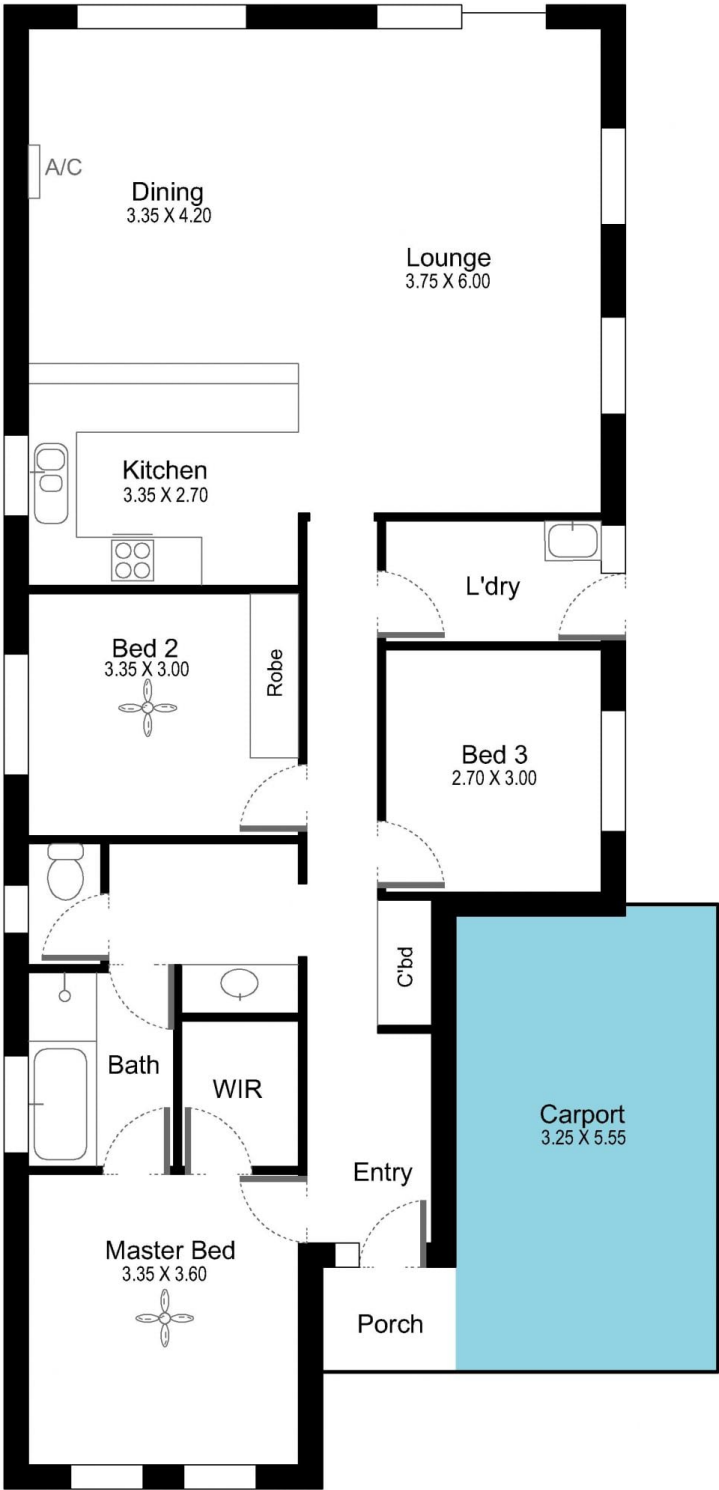 A/C
Dining
3.35 X 4.20
Lounge
3.75 X 6.00
Kitchen
3.35 X 2.70
L'dry
Bed 2
3.35 X 3.00
Robe
Bed 3
2.70 X 3.00
C'bd
Bath
WIR
Carport
3.25 X 5.55
Entry
Master Bed
3.35 X 3.60
Porch